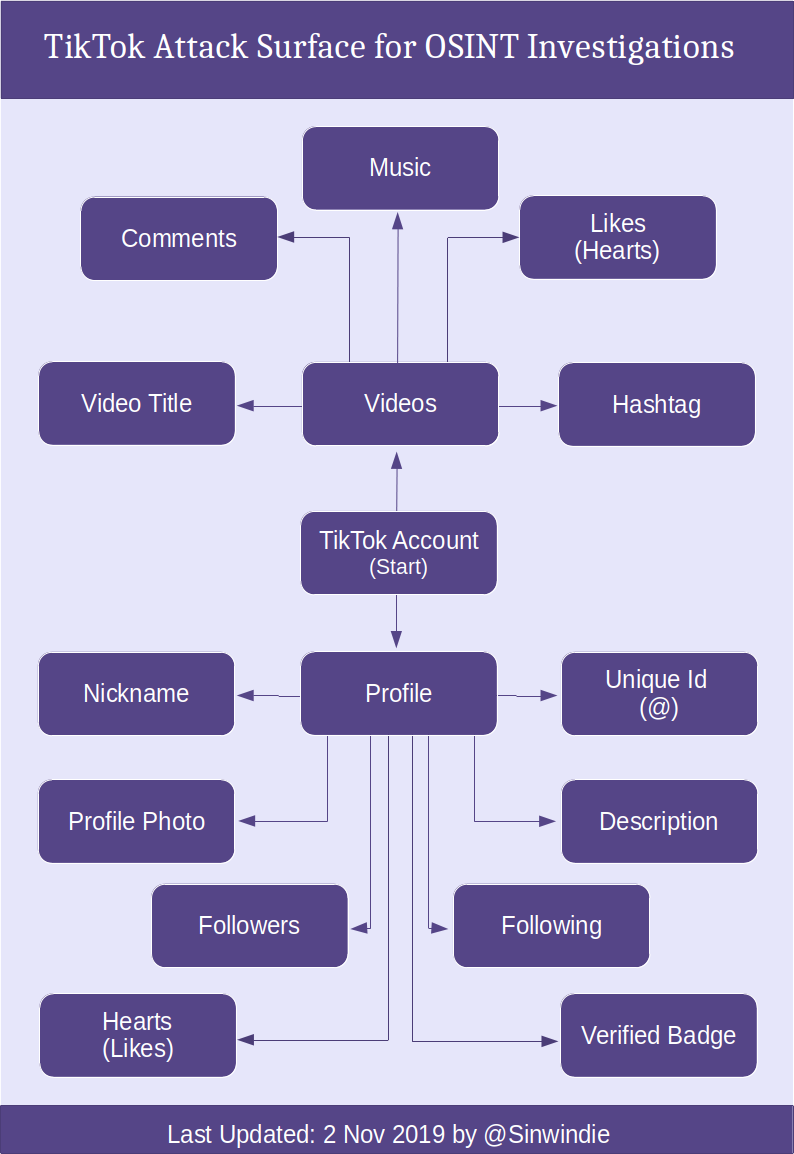 TikTok Attack Surface for OSINT Investigations
Music
Comments
Likes
(Hearts)
Video Title
Videos
Hashtag
TikTok Account
(Start)
Nickname
Profile
Unique Id
(@)
Profile Photo
Description
Followers
Following
Hearts
(Likes)
Verified Badge
Last Updated: 2 Nov 2019 by @Sinwindie